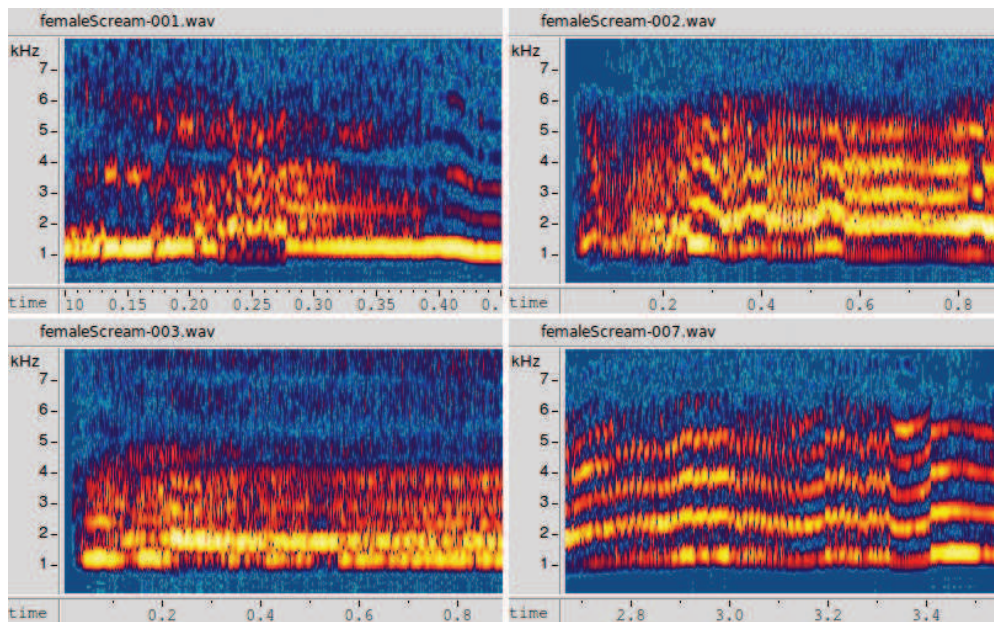 femaleScream-001.wav
kHz
7
6
5
4
3
2
1
time
10 0.15 0.20 0.25 0.30 0.35 0.40 0.
femaleScream-002.wav
kHz
7
6
5
4
3
2
1
time
0.2 0.4 0.6 0.8
femaleScream-003.wav
kHz
7
6
5
4
3
2
1
time
0.2 0.4 0.6 0.8
femaleScream-007.wav
kHz
7
6
5
4
3
2
1
time
2.8 3.0 3.2 3.4